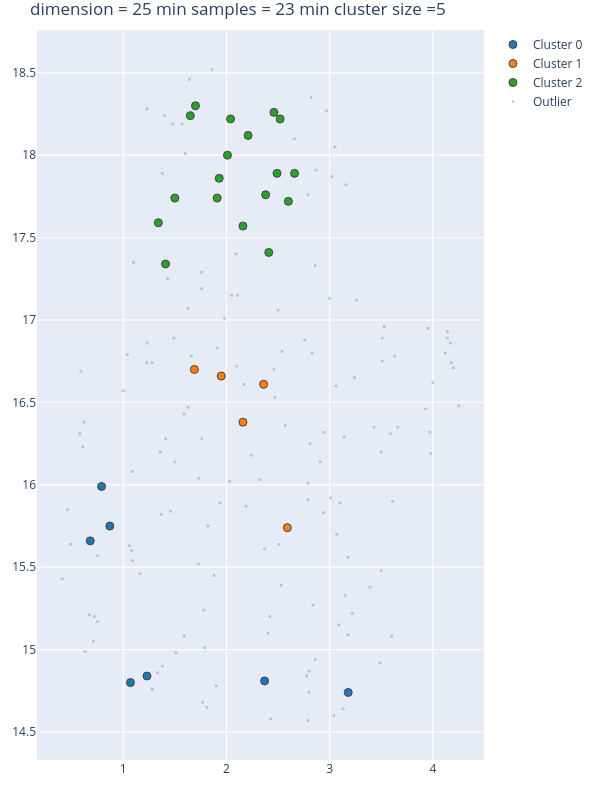 dimension = 25 min samples = 23 min cluster size =5
Cluster 0
Cluster 1
Cluster 2
Outlier
18.5
18
17.5
17
16.5
16
15.5
15
14.5
1 2 3 4